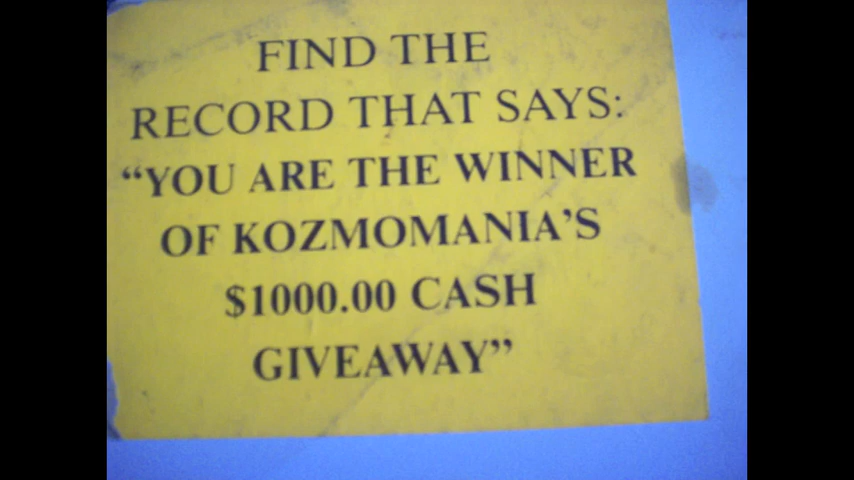 FIND THE
RECORD THAT SAYS:
“YOU ARE THE WINNER
OF KOZMOMANIA’S
$1000.00 CASH
GIVEAWAY”